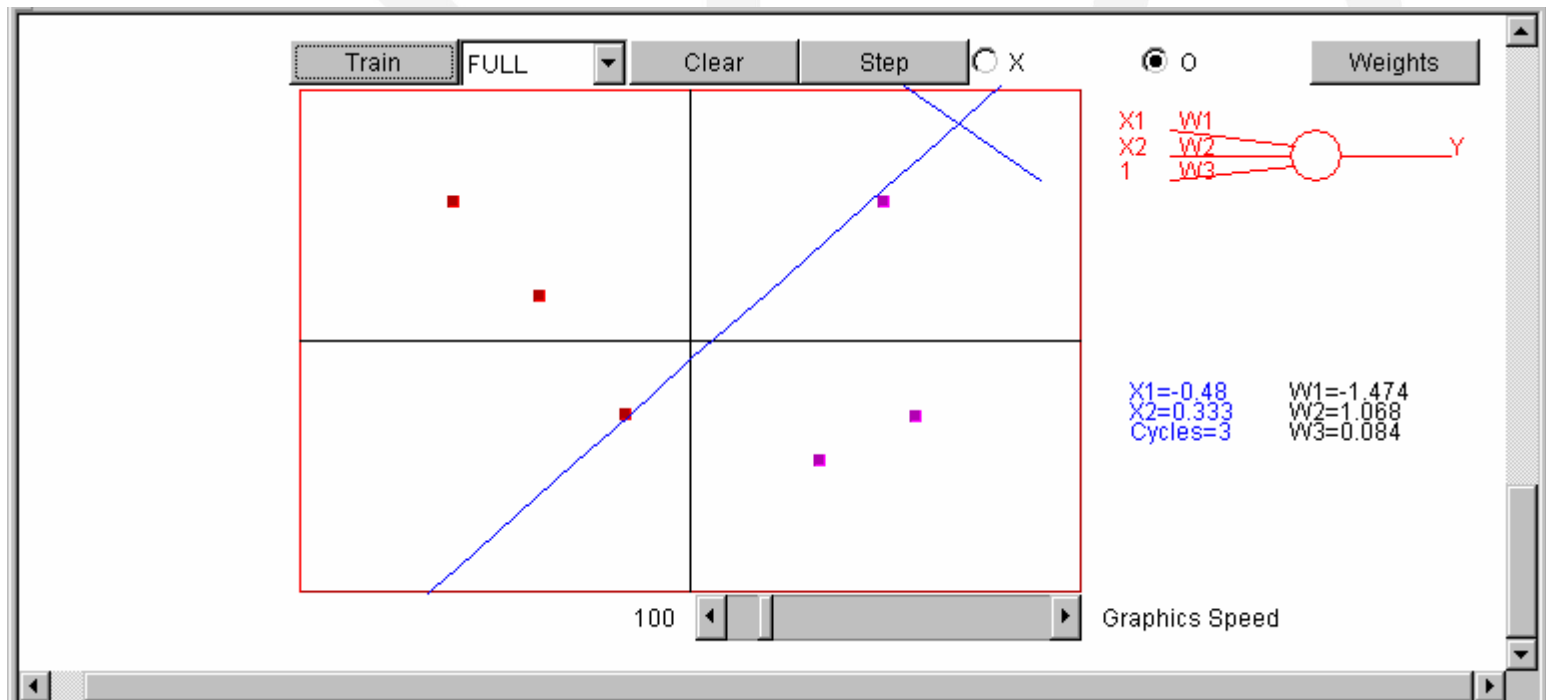 Train FULL Clear Step X O Weights
X1 W1
X2 W2 Y
1 W3
X1=-0.48 W1=-1.474
X2=0.333 W2=1.068
Cycles=3 W3=0.084
100 Graphics Speed